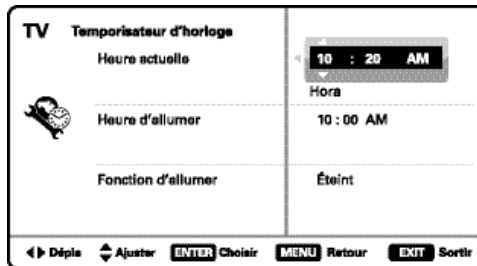 TV Temporisateur d'horloge
Heure actuelle 10 : 20 AM
Hora
Heure d'allumer 10 : 00 AM
Fonction d'allumer Éteint
Dépla Ajuster ENTER Choisir MENU Retour EXIT Sortir